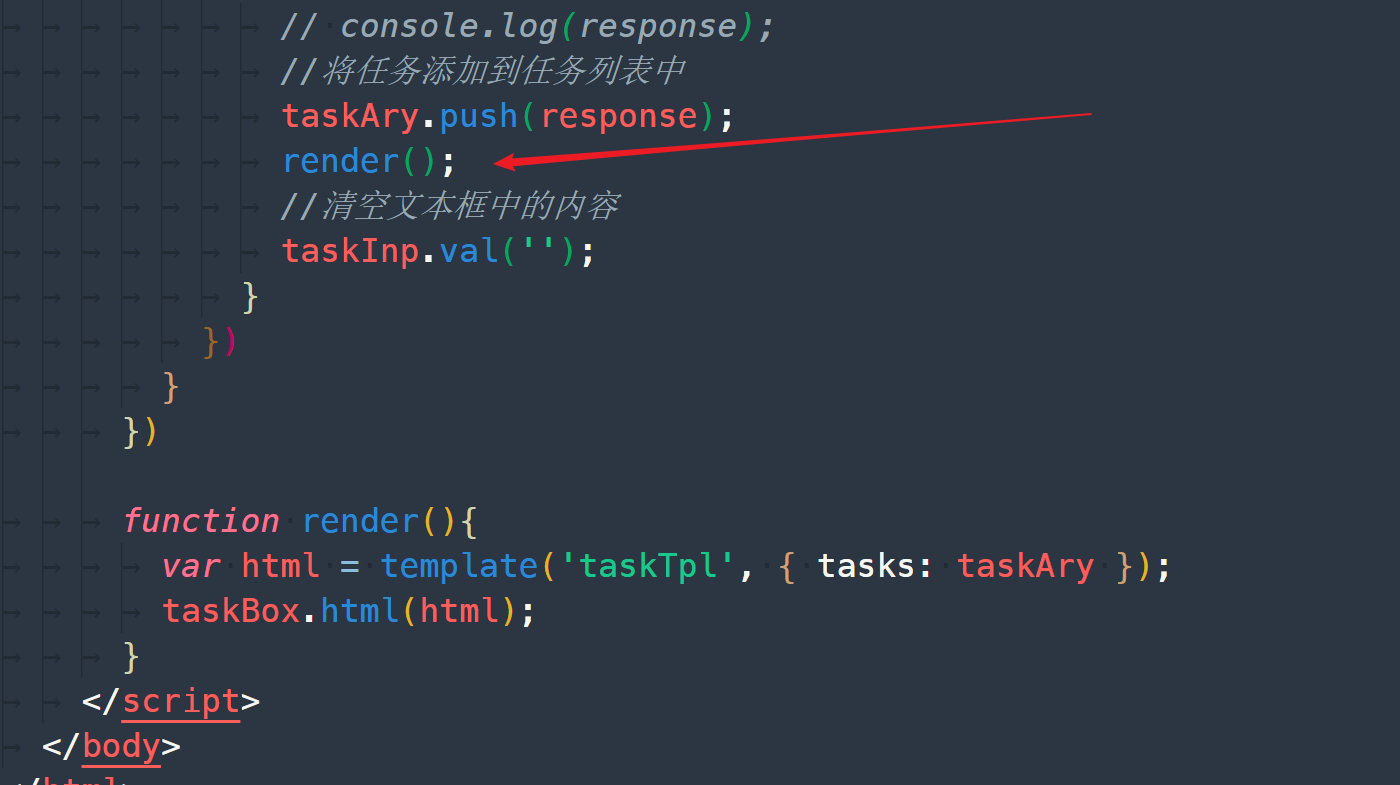 // console.log(response);
//将任务添加到任务列表中
taskAry.push(response);
render();
//清空文本框中的内容
taskInp.val('');
}
})
}
})
function render(){
var html = template('taskTpl', { tasks: taskAry });
taskBox.html(html);
}
</script>
</body>
</html>